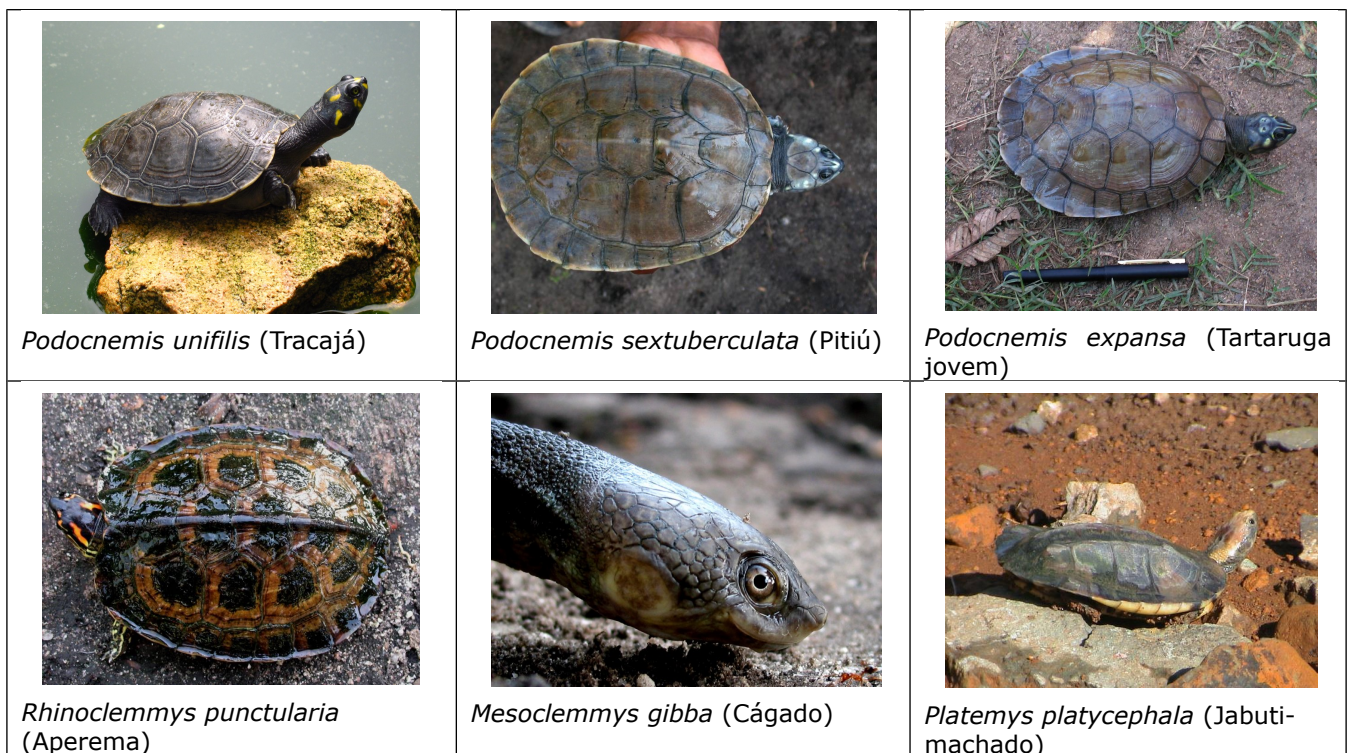 Podocnemis unifilis (Tracajá)
Podocnemis sextuberculata (Pitiú)
Podocnemis expansa (Tartaruga
jovem)
Rhinoclemmys punctularia
(Aperema)
Mesoclemmys gibba (Cágado)
Platemys platycephala (Jabuti-
machado)